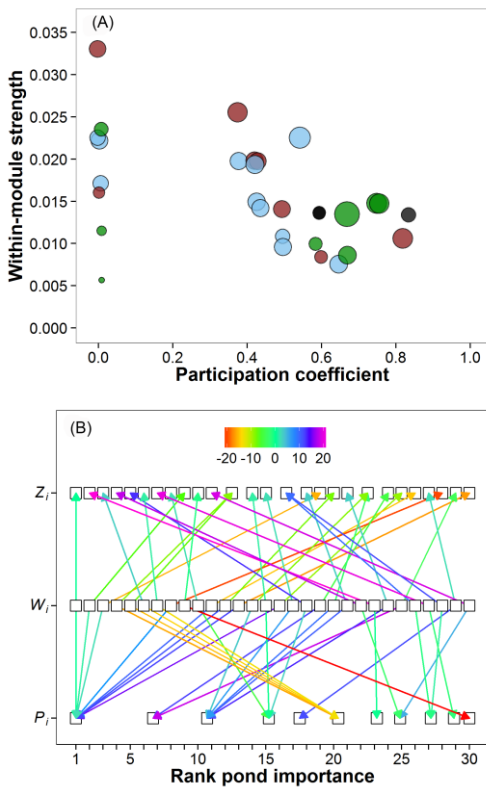 (A)
Within-module strength
0.035
0.030
0.025
0.020
0.015
0.010
0.005
0.000
0.0 0.2 0.4 0.6 0.8 1.0
Participation coefficient
(B)
-20 -10 0 10 20
Zi
Wi
Pi
1 5 10 15 20 25 30
Rank pond importance